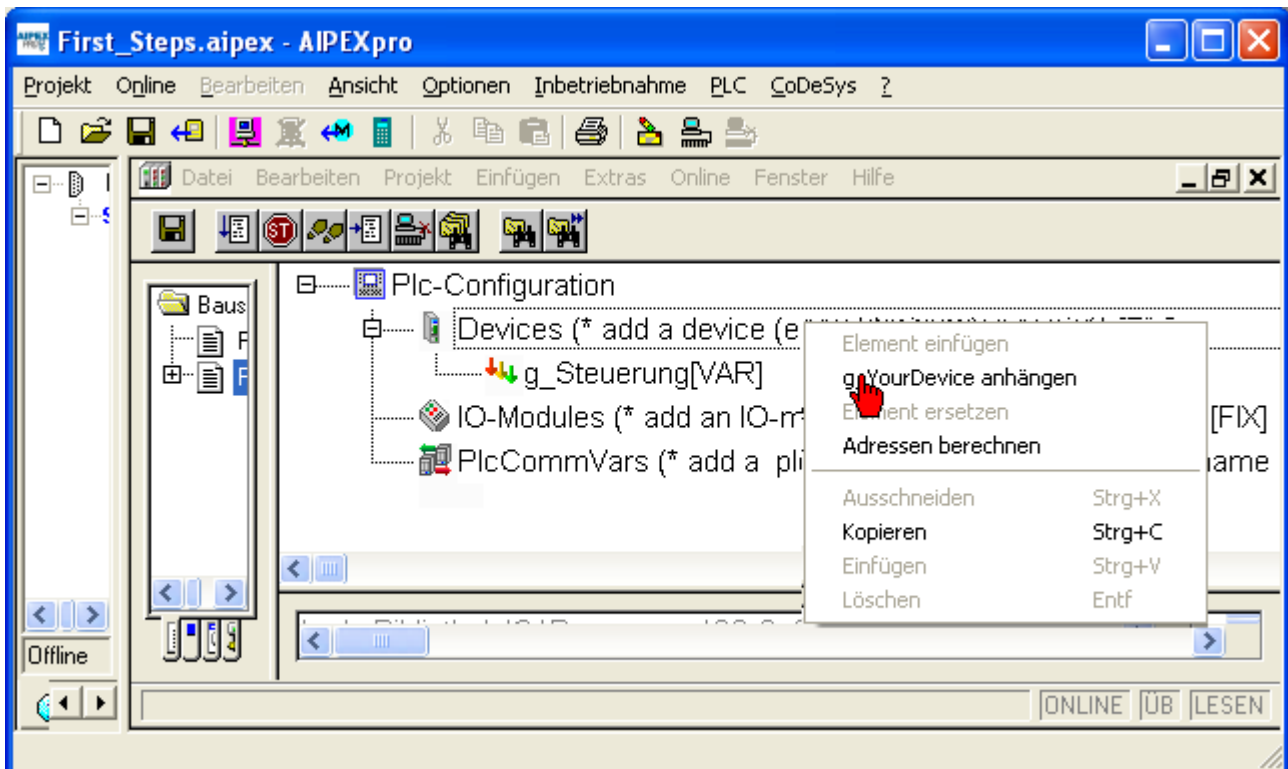 First_Steps.aipex - AIPEXpro
Projekt Online Bearbeiten Ansicht Optionen Inbetriebnahme PLC CoDeSys ?
Datei Bearbeiten Projekt Einfügen Extras Online Fenster Hilfe
ST
Baus
Plc-Configuration
Devices (* add a device (e
g_Steuerung[VAR]
IO-Modules (* add an IO-m
[FIX]
PlcCommVars (* add a pl
name
Element einfügen
YourDevice anhängen
Element ersetzen
Adressen berechnen
Ausschneiden Strg+X
Kopieren Strg+C
Einfügen Strg+V
Löschen Entf
Offline
ONLINE ÜB LESEN